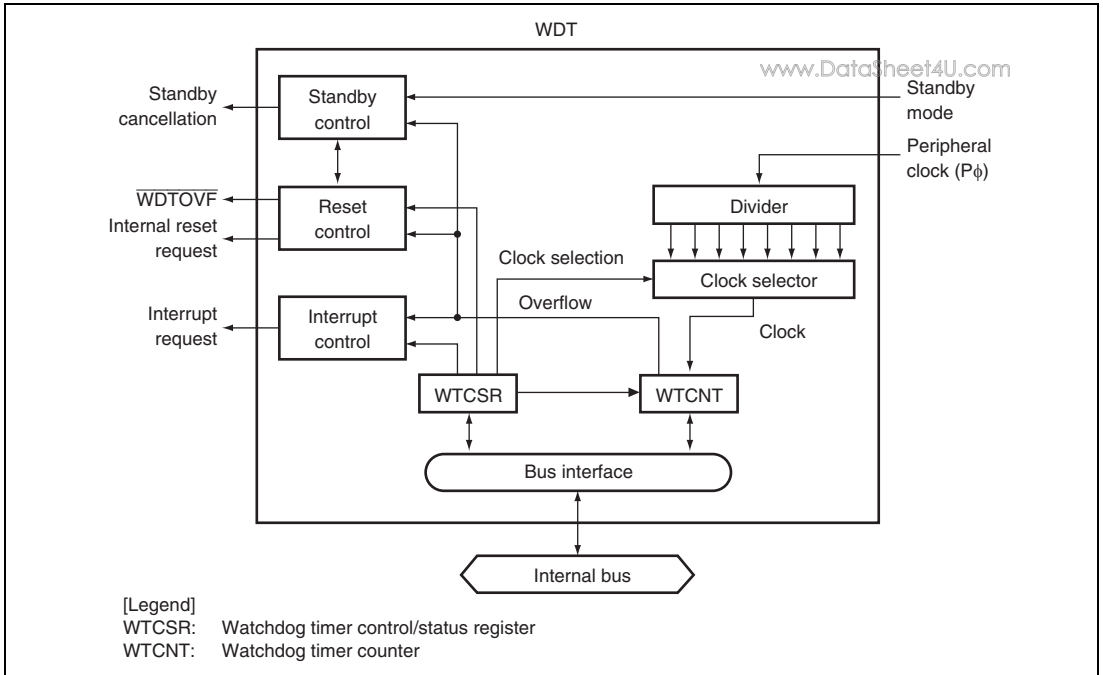 WDT
www.DataSheet4U.com
Standby
cancellation
Standby
control
Standby
mode
Peripheral
clock (Pϕ)
WDTOVF
Internal reset
request
Reset
control
Divider
Clock selection
Clock selector
Overflow
Clock
Interrupt
request
Interrupt
control
WTCSR
WTCNT
Bus interface
Internal bus
[Legend]
WTCSR: Watchdog timer control/status register
WTCNT: Watchdog timer counter